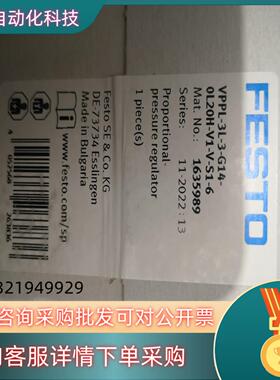 自动化科技
FESTO
VPPL-3L-3-G14-
0L20H-V1-V-S1-6
Mat. No.: 1635989
Series: 11-2022:13
Proportional-
pressure regulator
1 piece(s)
Festo SE & Co. KG
DE-73734 Esslingen
Made in Bulgaria
www.festo.com/sp
4 052568 263836
321949929
咨询采购批发可对公开票
客服详情下单采购